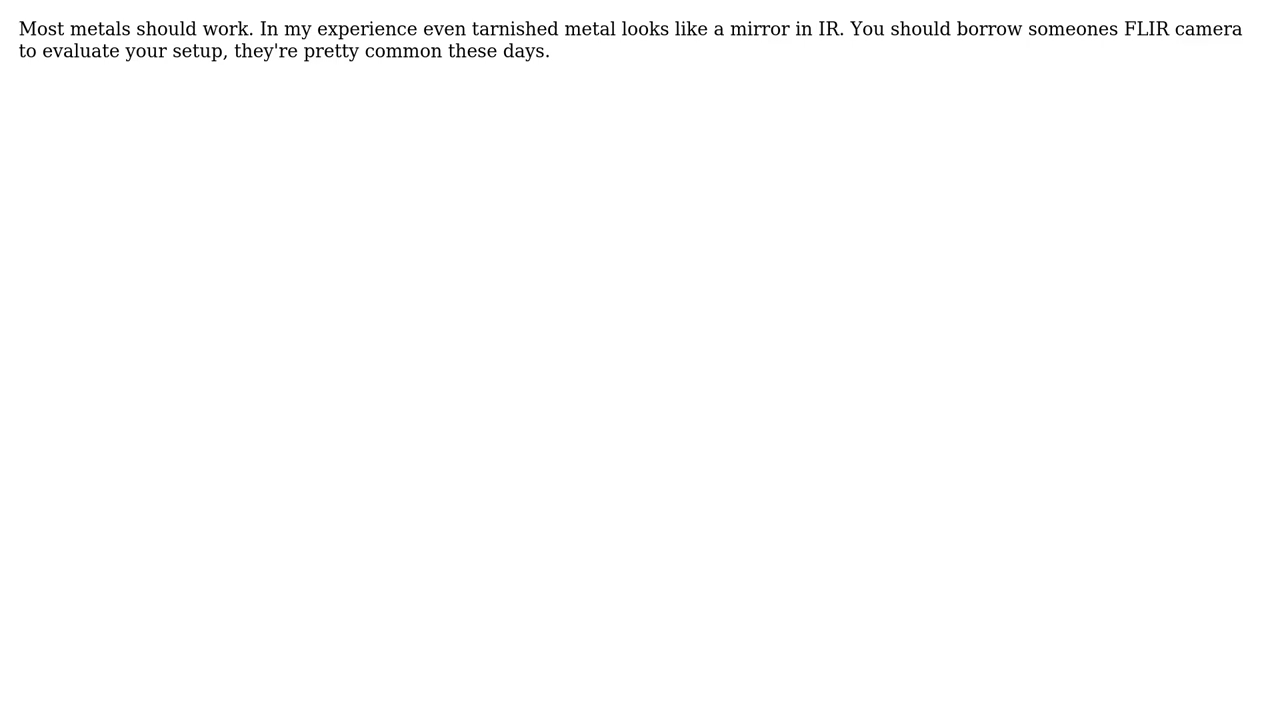 Most metals should work. In my experience even tarnished metal looks like a mirror in IR. You should borrow someones FLIR camera
to evaluate your setup, they're pretty common these days.